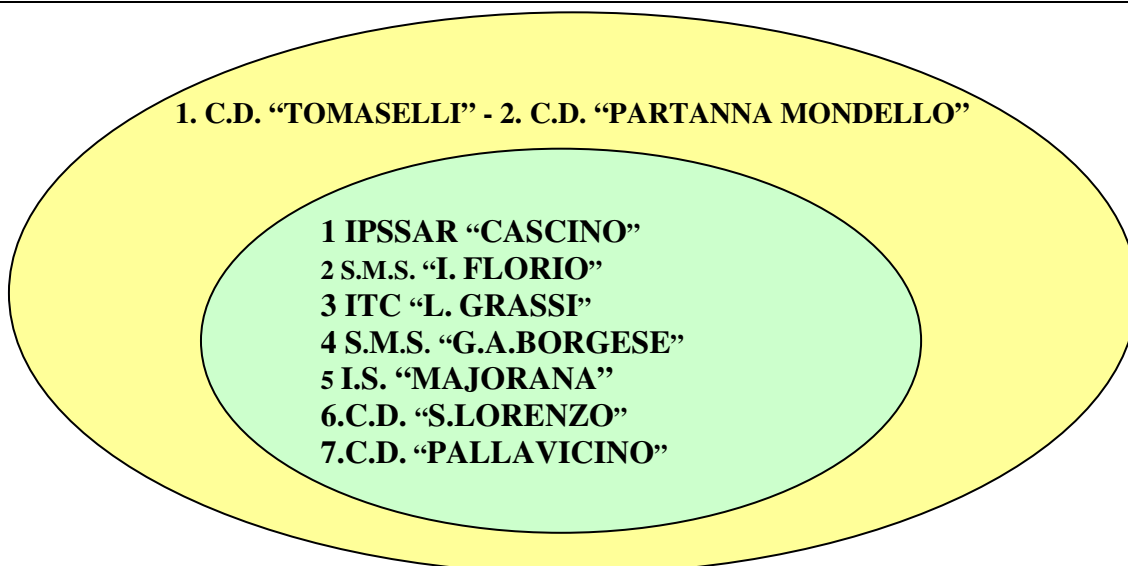 1. C.D. “TOMASELLI” - 2. C.D. “PARTANNA MONDELLO”
1 IPSSAR “CASCINO”
2 S.M.S. “I. FLORIO”
3 ITC “L. GRASSI”
4 S.M.S. “G.A.BORGESE”
5 I.S. “MAJORANA”
6.C.D. “S.LORENZO”
7.C.D. “PALLAVICINO”